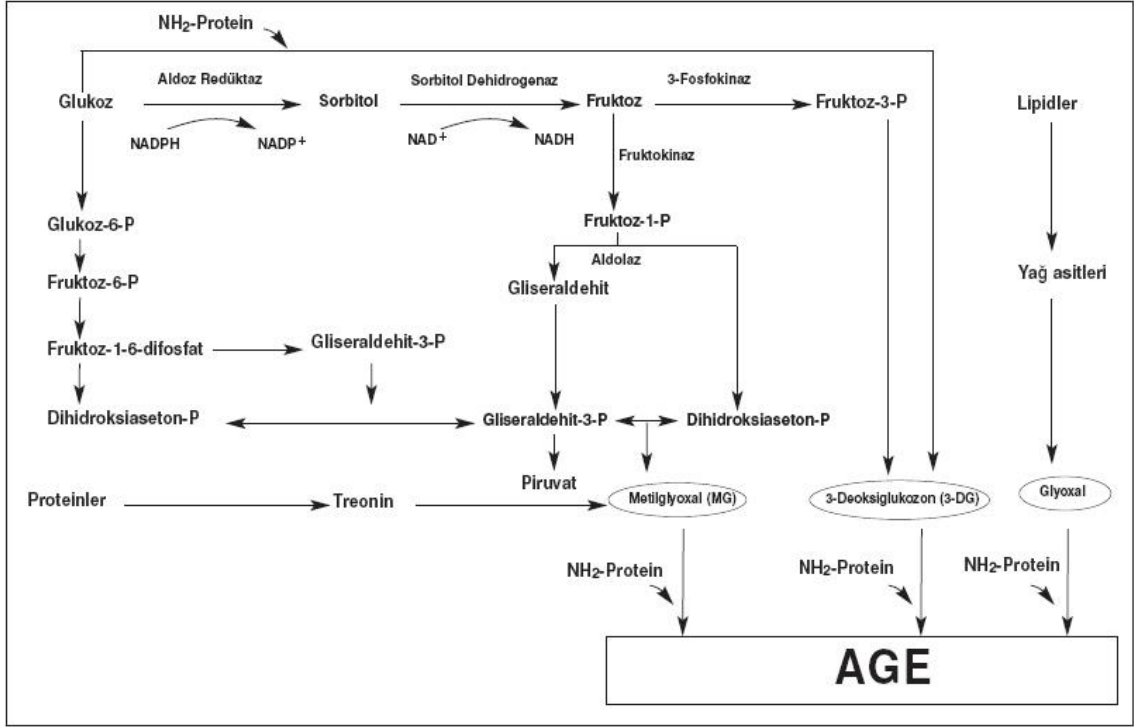 NH2-Protein
Aldoz Redüktaz
Sorbitol Dehidrogenaz
3-Fosfokinaz
Glukoz
Sorbitol
Fruktoz
Fruktoz-3-P
Lipidler
NADPH
NADP+
NAD+
NADH
Fruktokinaz
Glukoz-6-P
Fruktoz-1-P
Aldolaz
Fruktoz-6-P
Gliseraldehit
Yağ asitleri
Fruktoz-1-6-difosfat
Gliseraldehit-3-P
Dihidroksiaseton-P
Gliseraldehit-3-P
Dihidroksiaseton-P
Piruvat
Proteinler
Treonin
Metilglyoxal (MG)
3-Deoksiglukozon (3-DG)
Glyoxal
NH2-Protein
NH2-Protein
NH2-Protein
AGE